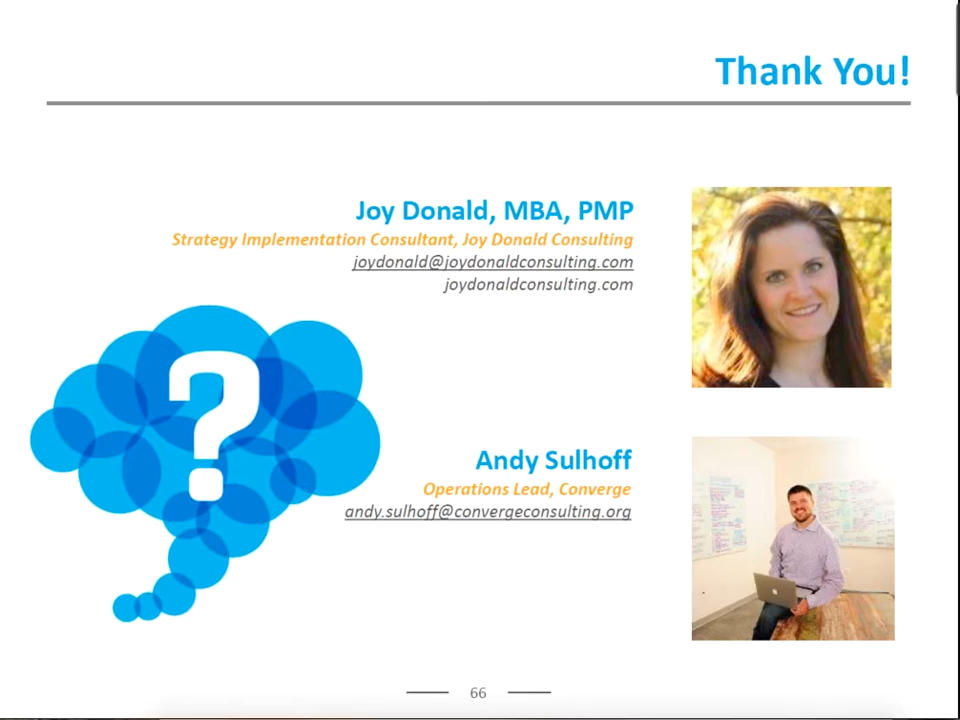 Thank You!
Joy Donald, MBA, PMP
Strategy Implementation Consultant, Joy Donald Consulting
joydonald@joydonaldconsulting.com
joydonaldconsulting.com
?
Andy Sulhoff
Operations Lead, Converge
andy.sulhoff@convergeconsulting.org
66